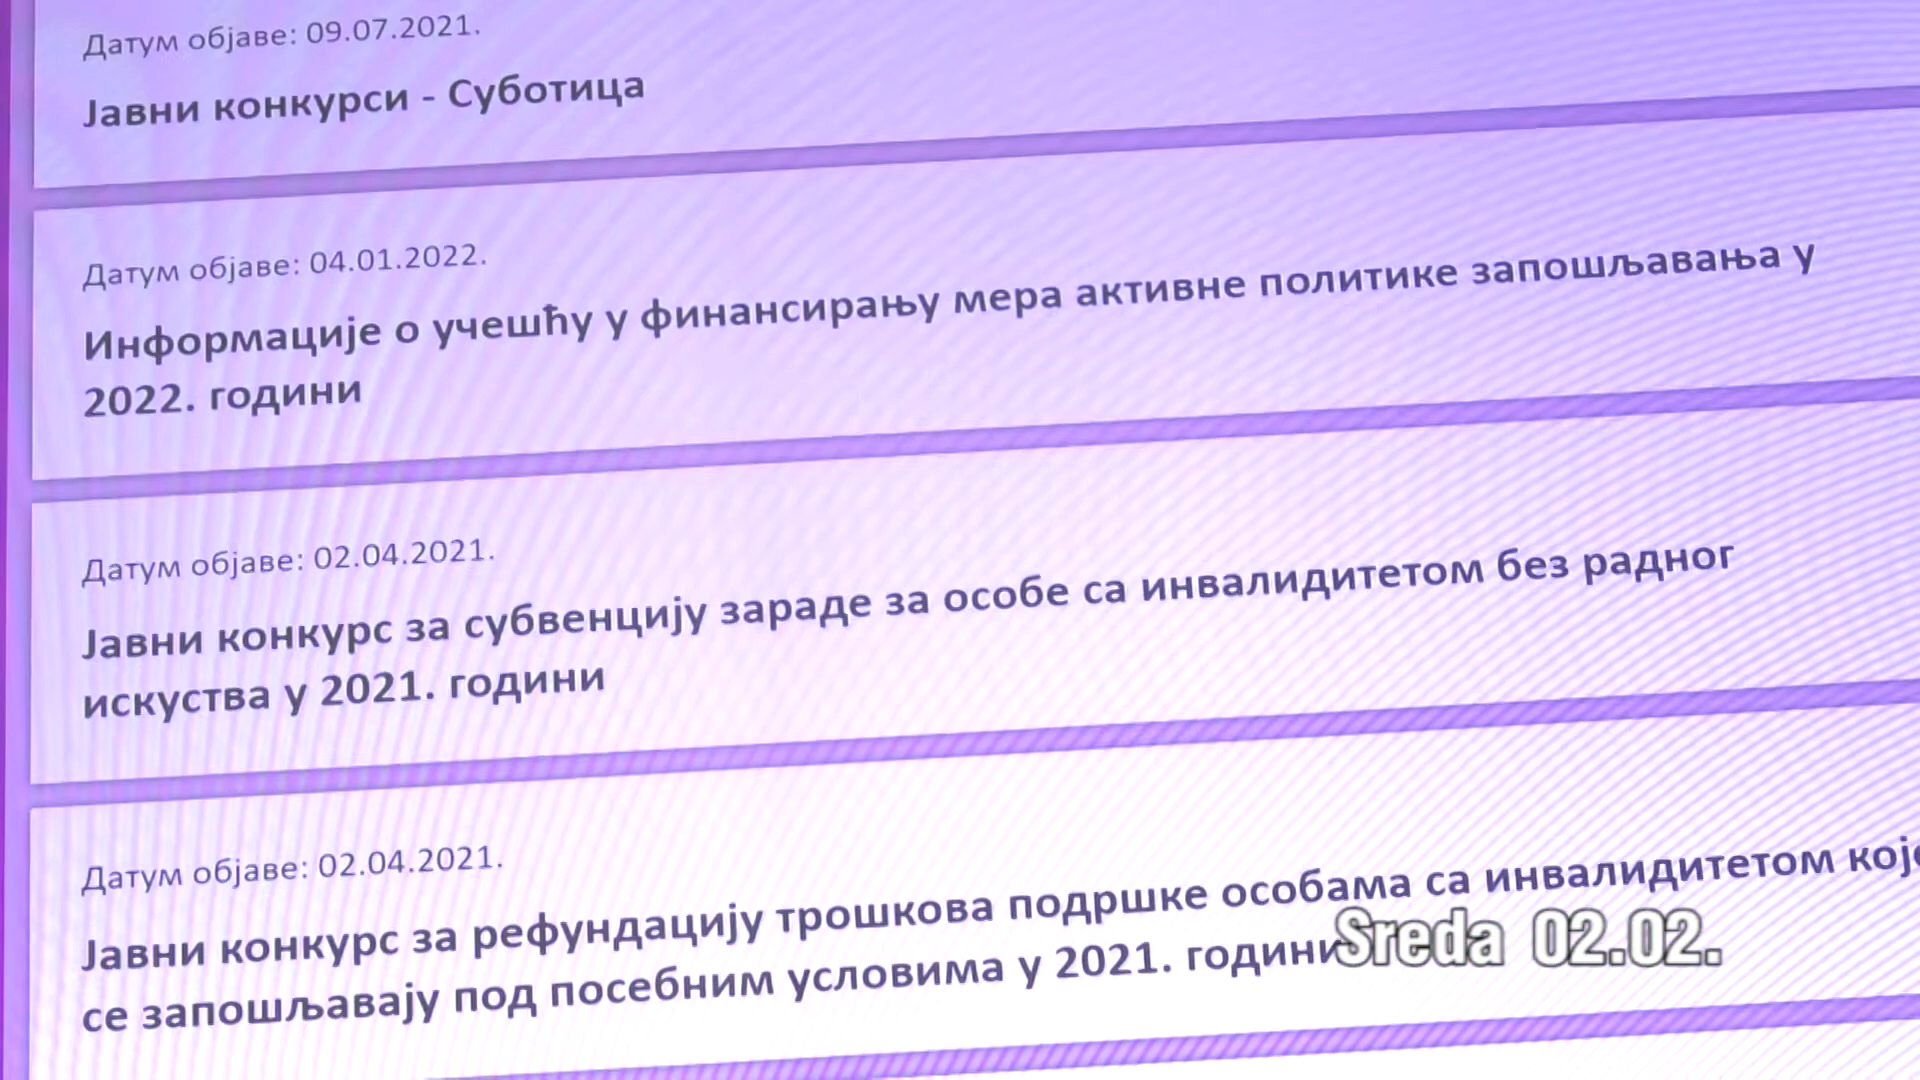 Датум објаве: 09.07.2021.
Јавни конкурси - Суботица
Датум објаве: 04.01.2022.
Информације о учешћу у финансирању мера активне политике запошљавања у
2022. години
Датум објаве: 02.04.2021.
Јавни конкурс за субвенцију зараде за особе са инвалидитетом без радног
искуства у 2021. години
Датум објаве: 02.04.2021.
Јавни конкурс за рефундацију трошкова подршке особама са инвалидитетом које
се запошљавају под посебним условима у 2021. години
Sreda 02.02.